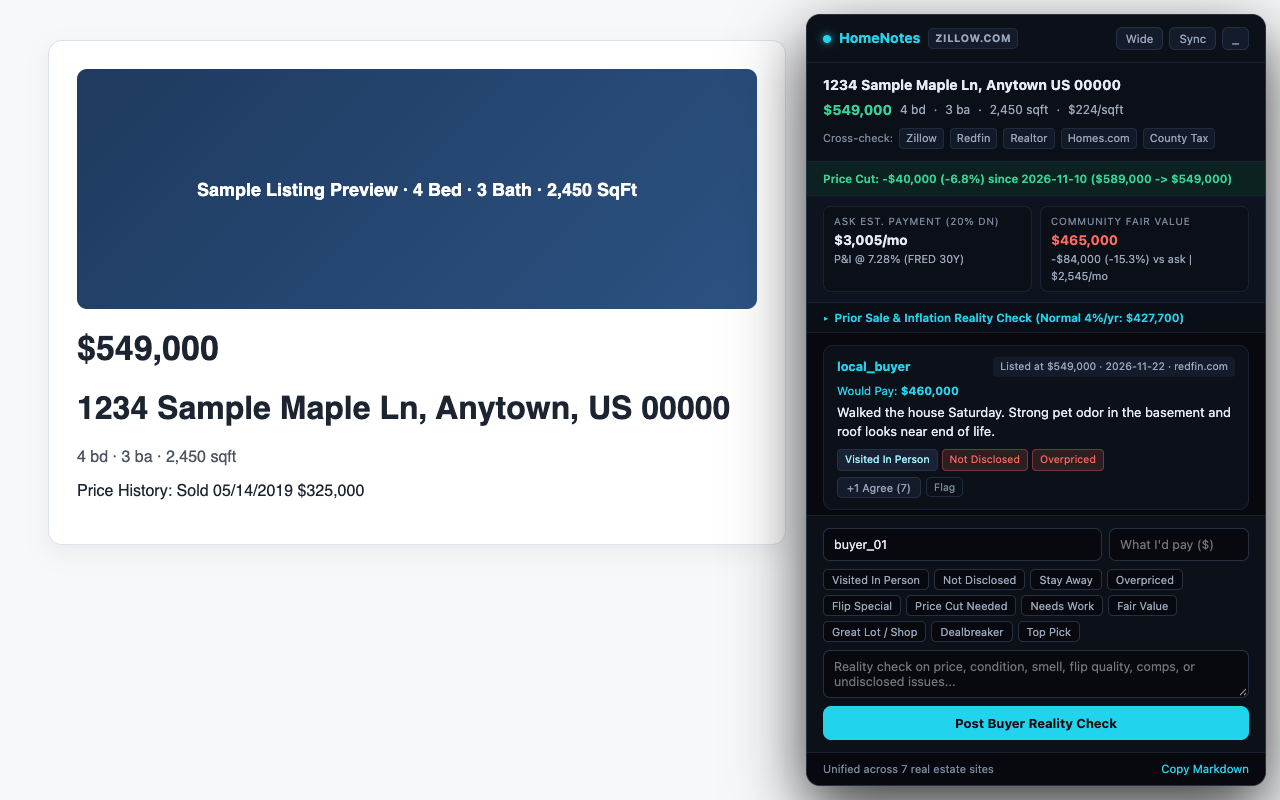 Sample Listing Preview · 4 Bed · 3 Bath · 2,450 SqFt
$549,000
1234 Sample Maple Ln, Anytown, US 00000
4 bd · 3 ba · 2,450 sqft
Price History: Sold 05/14/2019 $325,000
HomeNotes ZILLOW.COM Wide Sync _
1234 Sample Maple Ln, Anytown US 00000
$549,000 4 bd · 3 ba · 2,450 sqft · $224/sqft
Cross-check: Zillow Redfin Realtor Homes.com County Tax
Price Cut: -$40,000 (-6.8%) since 2026-11-10 ($589,000 -> $549,000)
ASK EST. PAYMENT (20% DN)
$3,005/mo
P&I @ 7.28% (FRED 30Y)
COMMUNITY FAIR VALUE
$465,000
-$84,000 (-15.3%) vs ask |
$2,545/mo
▸ Prior Sale & Inflation Reality Check (Normal 4%/yr: $427,700)
local_buyer Listed at $549,000 · 2026-11-22 · redfin.com
Would Pay: $460,000
Walked the house Saturday. Strong pet odor in the basement and
roof looks near end of life.
Visited In Person Not Disclosed Overpriced
+1 Agree (7) Flag
buyer_01 What I'd pay ($)
Visited In Person Not Disclosed Stay Away Overpriced
Flip Special Price Cut Needed Needs Work Fair Value
Great Lot / Shop Dealbreaker Top Pick
Reality check on price, condition, smell, flip quality, comps, or
undisclosed issues...
Post Buyer Reality Check
Unified across 7 real estate sites Copy Markdown